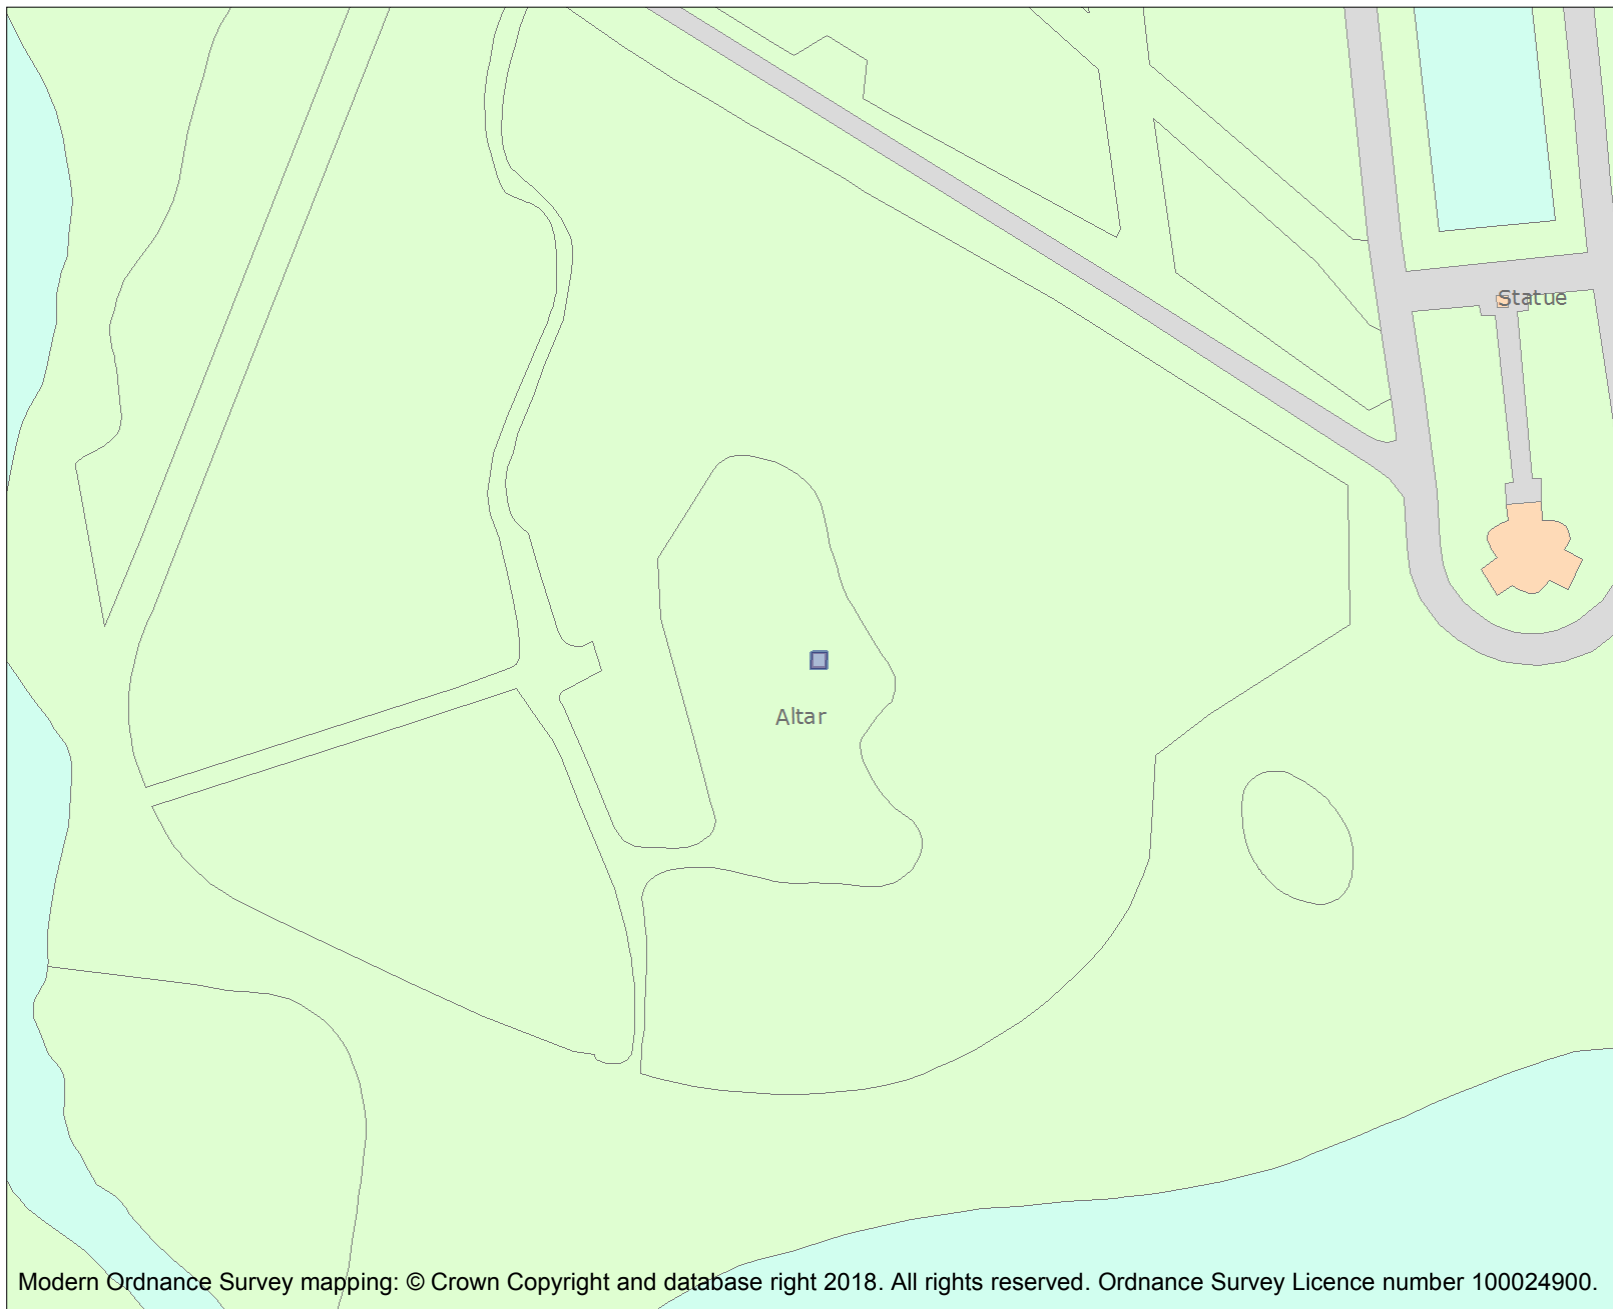 Statue
Altar
Modern Ordnance Survey mapping: © Crown Copyright and database right 2018. All rights reserved. Ordnance Survey Licence number 100024900.